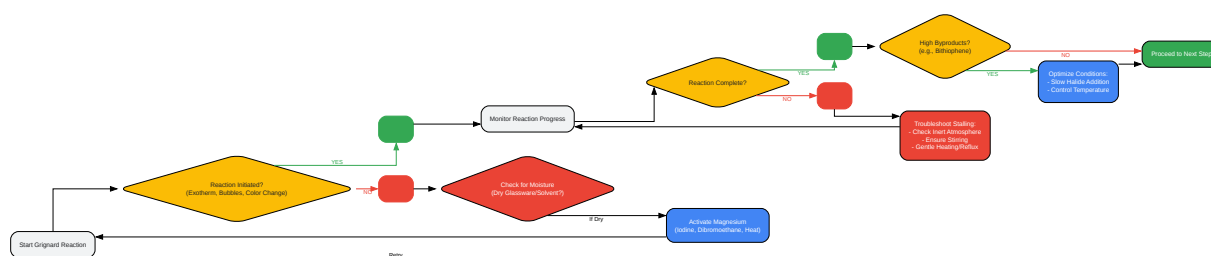 High Byproducts?
(e.g., Bithiophene)
NO
Proceed to Next Step
YES
Optimize Conditions:
- Slow Halide Addition
- Control Temperature
Reaction Complete?
YES
NO
Monitor Reaction Progress
Troubleshoot Stalling:
- Check Inert Atmosphere
- Ensure Stirring
- Gentle Heating/Reflux
YES
Reaction Initiated?
(Exotherm, Bubbles, Color Change)
NO
Check for Moisture
(Dry Glassware/Solvent?)
If Dry
Activate Magnesium
(Iodine, Dibromoethane, Heat)
Start Grignard Reaction
Retry